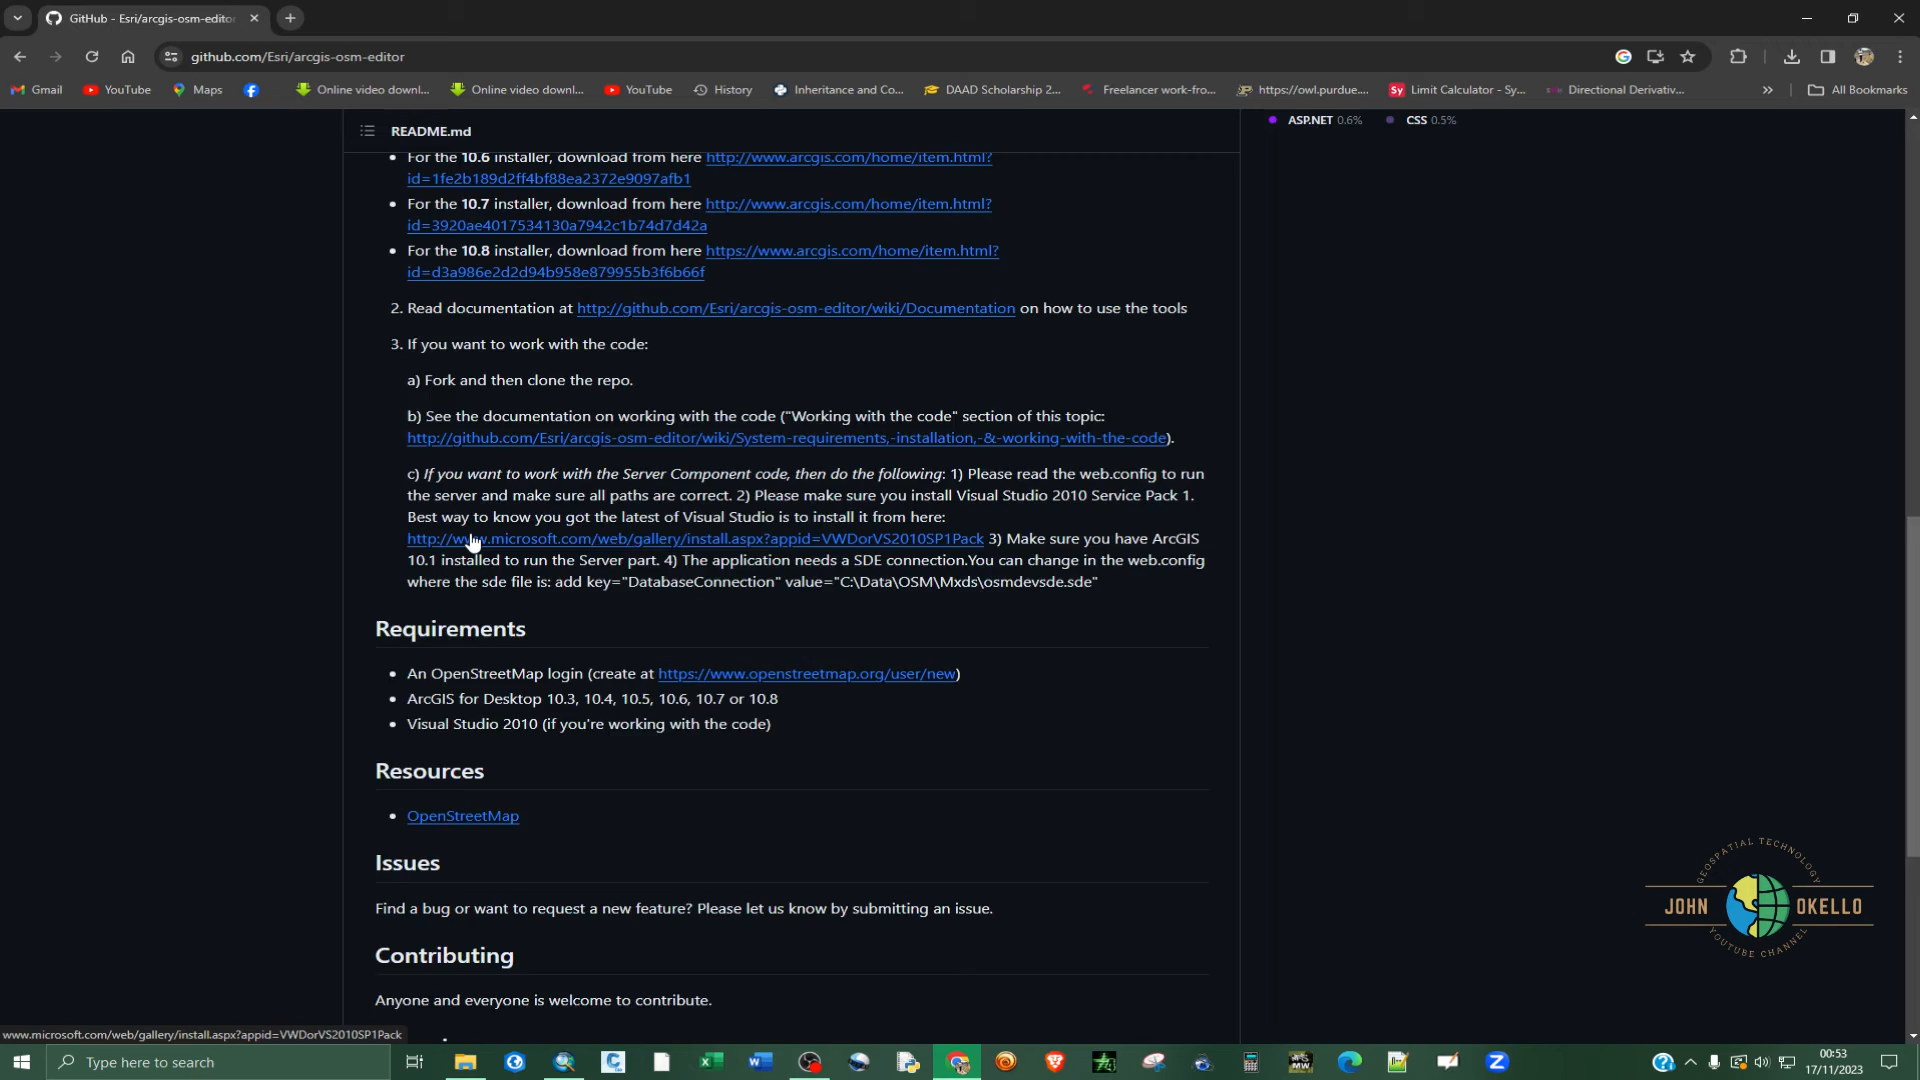 GitHub - Esri/arcgis-osm-editor
github.com/Esri/arcgis-osm-editor
Gmail YouTube Maps Online video downl... Online video downl... YouTube History Inheritance and Co... DAAD Scholarship 2... Freelancer work-fro... https://owl.purdue.... Sy Limit Calculator - Sy... Directional Derivativ... » All Bookmarks
README.md
ASP.NET 0.6% CSS 0.5%
• For the 10.6 installer, download from here http://www.arcgis.com/home/item.html?
id=1fe2b189d2ff4bf88ea2372e9097afb1
• For the 10.7 installer, download from here http://www.arcgis.com/home/item.html?
id=3920ae4017534130a7942c1b74d7d42a
• For the 10.8 installer, download from here https://www.arcgis.com/home/item.html?
id=d3a986e2d2d94b958e879955b3f6b66f
2. Read documentation at http://github.com/Esri/arcgis-osm-editor/wiki/Documentation on how to use the tools
3. If you want to work with the code:
a) Fork and then clone the repo.
b) See the documentation on working with the code ("Working with the code" section of this topic:
http://github.com/Esri/arcgis-osm-editor/wiki/System-requirements,-installation,-&-working-with-the-code).
c) If you want to work with the Server Component code, then do the following: 1) Please read the web.config to run
the server and make sure all paths are correct. 2) Please make sure you install Visual Studio 2010 Service Pack 1.
Best way to know you got the latest of Visual Studio is to install it from here:
http://www.microsoft.com/web/gallery/install.aspx?appid=VWDorVS2010SP1Pack 3) Make sure you have ArcGIS
10.1 installed to run the Server part. 4) The application needs a SDE connection.You can change in the web.config
where the sde file is: add key="DatabaseConnection" value="C:\Data\OSM\Mxds\osmdevsde.sde"
Requirements
• An OpenStreetMap login (create at https://www.openstreetmap.org/user/new)
• ArcGIS for Desktop 10.3, 10.4, 10.5, 10.6, 10.7 or 10.8
• Visual Studio 2010 (if you're working with the code)
Resources
• OpenStreetMap
Issues
Find a bug or want to request a new feature? Please let us know by submitting an issue.
Contributing
Anyone and everyone is welcome to contribute.
GEOSPATIAL TECHNOLOGY
JOHN OKELLO
YOUTUBE CHANNEL
www.microsoft.com/web/gallery/install.aspx?appid=VWDorVS2010SP1Pack
Type here to search
00:53
17/11/2023